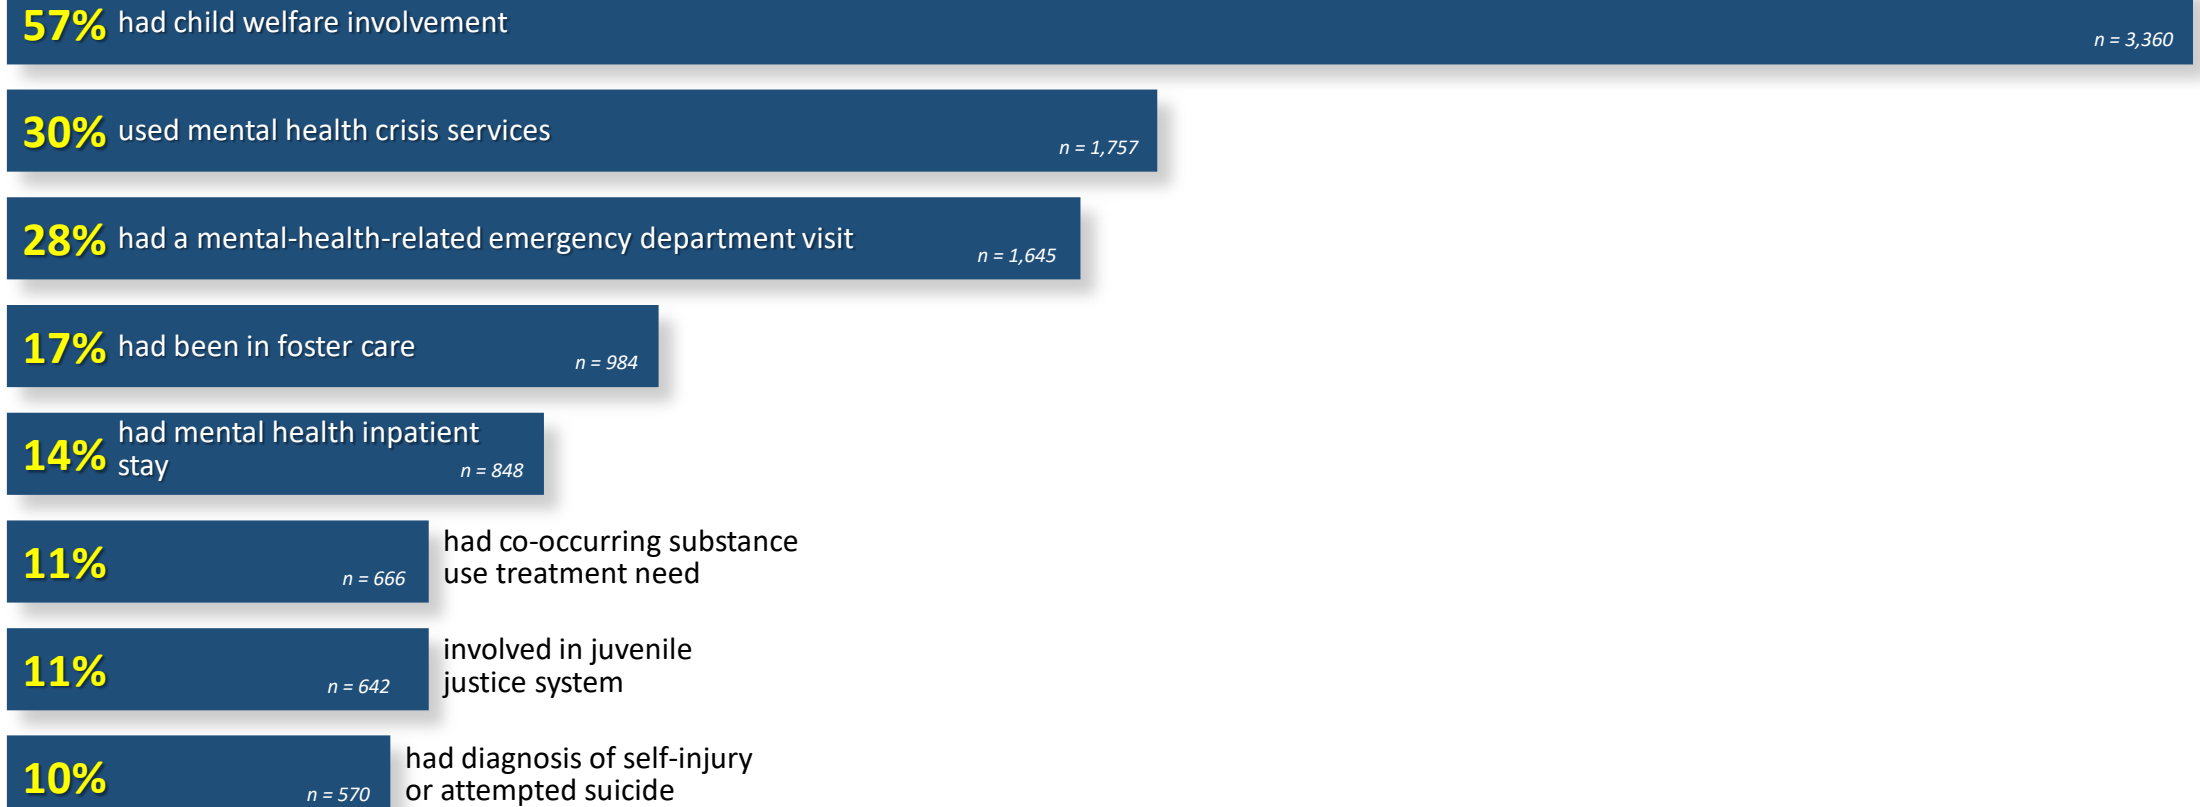 57% had child welfare involvement
n = 3,360
30% used mental health crisis services
n = 1,757
28% had a mental-health-related emergency department visit
n = 1,645
17% had been in foster care
n = 984
14% had mental health inpatient
stay
n = 848
11%
n = 666
had co-occurring substance
use treatment need
11%
n = 642
involved in juvenile
justice system
10%
n = 570
had diagnosis of self-injury
or attempted suicide